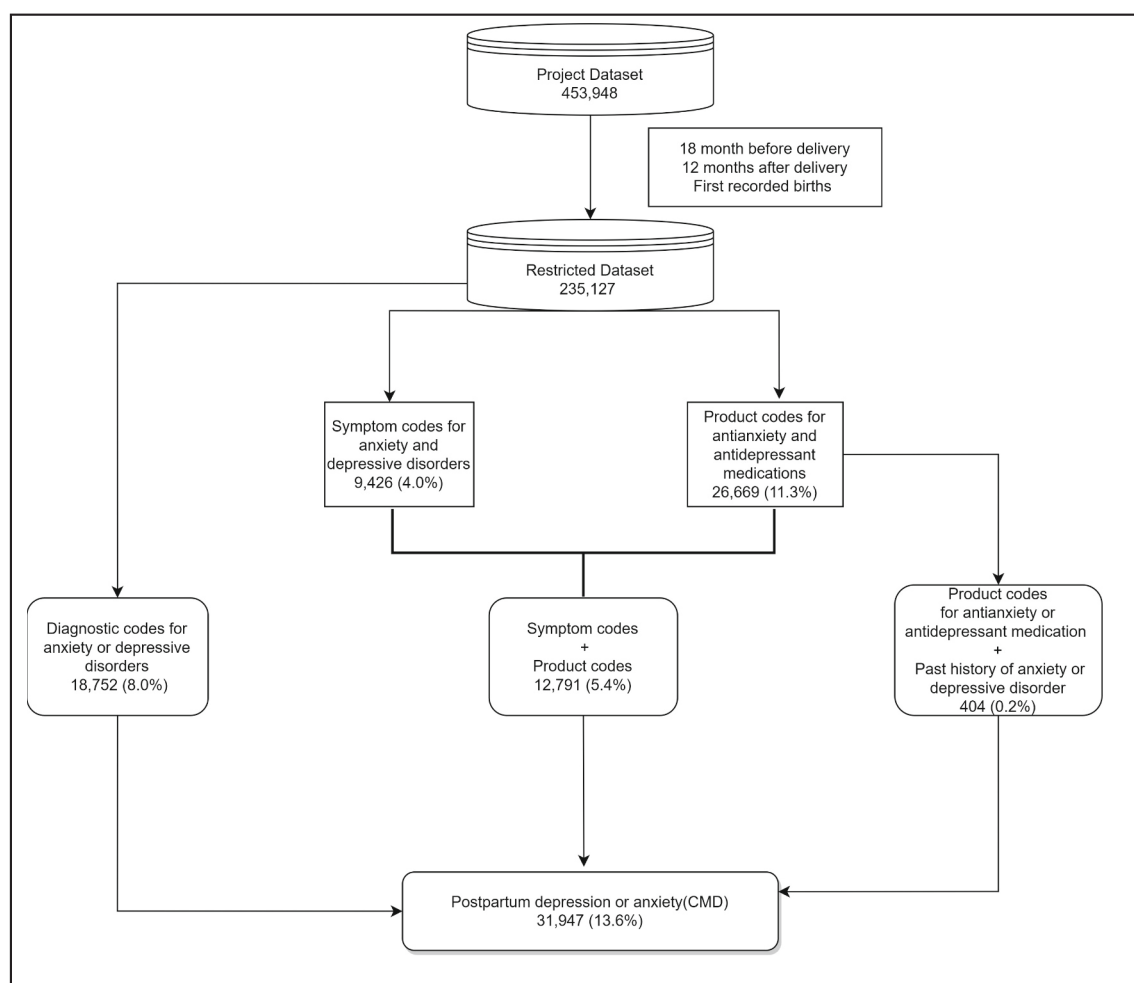 Project Dataset
453,948
18 month before delivery
12 months after delivery
First recorded births
Restricted Dataset
235,127
Symptom codes for
anxiety and
depressive disorders
9,426 (4.0%)
Product codes for
antianxiety and
antidepressant
medications
26,669 (11.3%)
Diagnostic codes for
anxiety or depressive
disorders
18,752 (8.0%)
Symptom codes
+
Product codes
12,791 (5.4%)
Product codes
for antianxiety or
antidepressant medication
+
Past history of anxiety or
depressive disorder
404 (0.2%)
Postpartum depression or anxiety(CMD)
31,947 (13.6%)